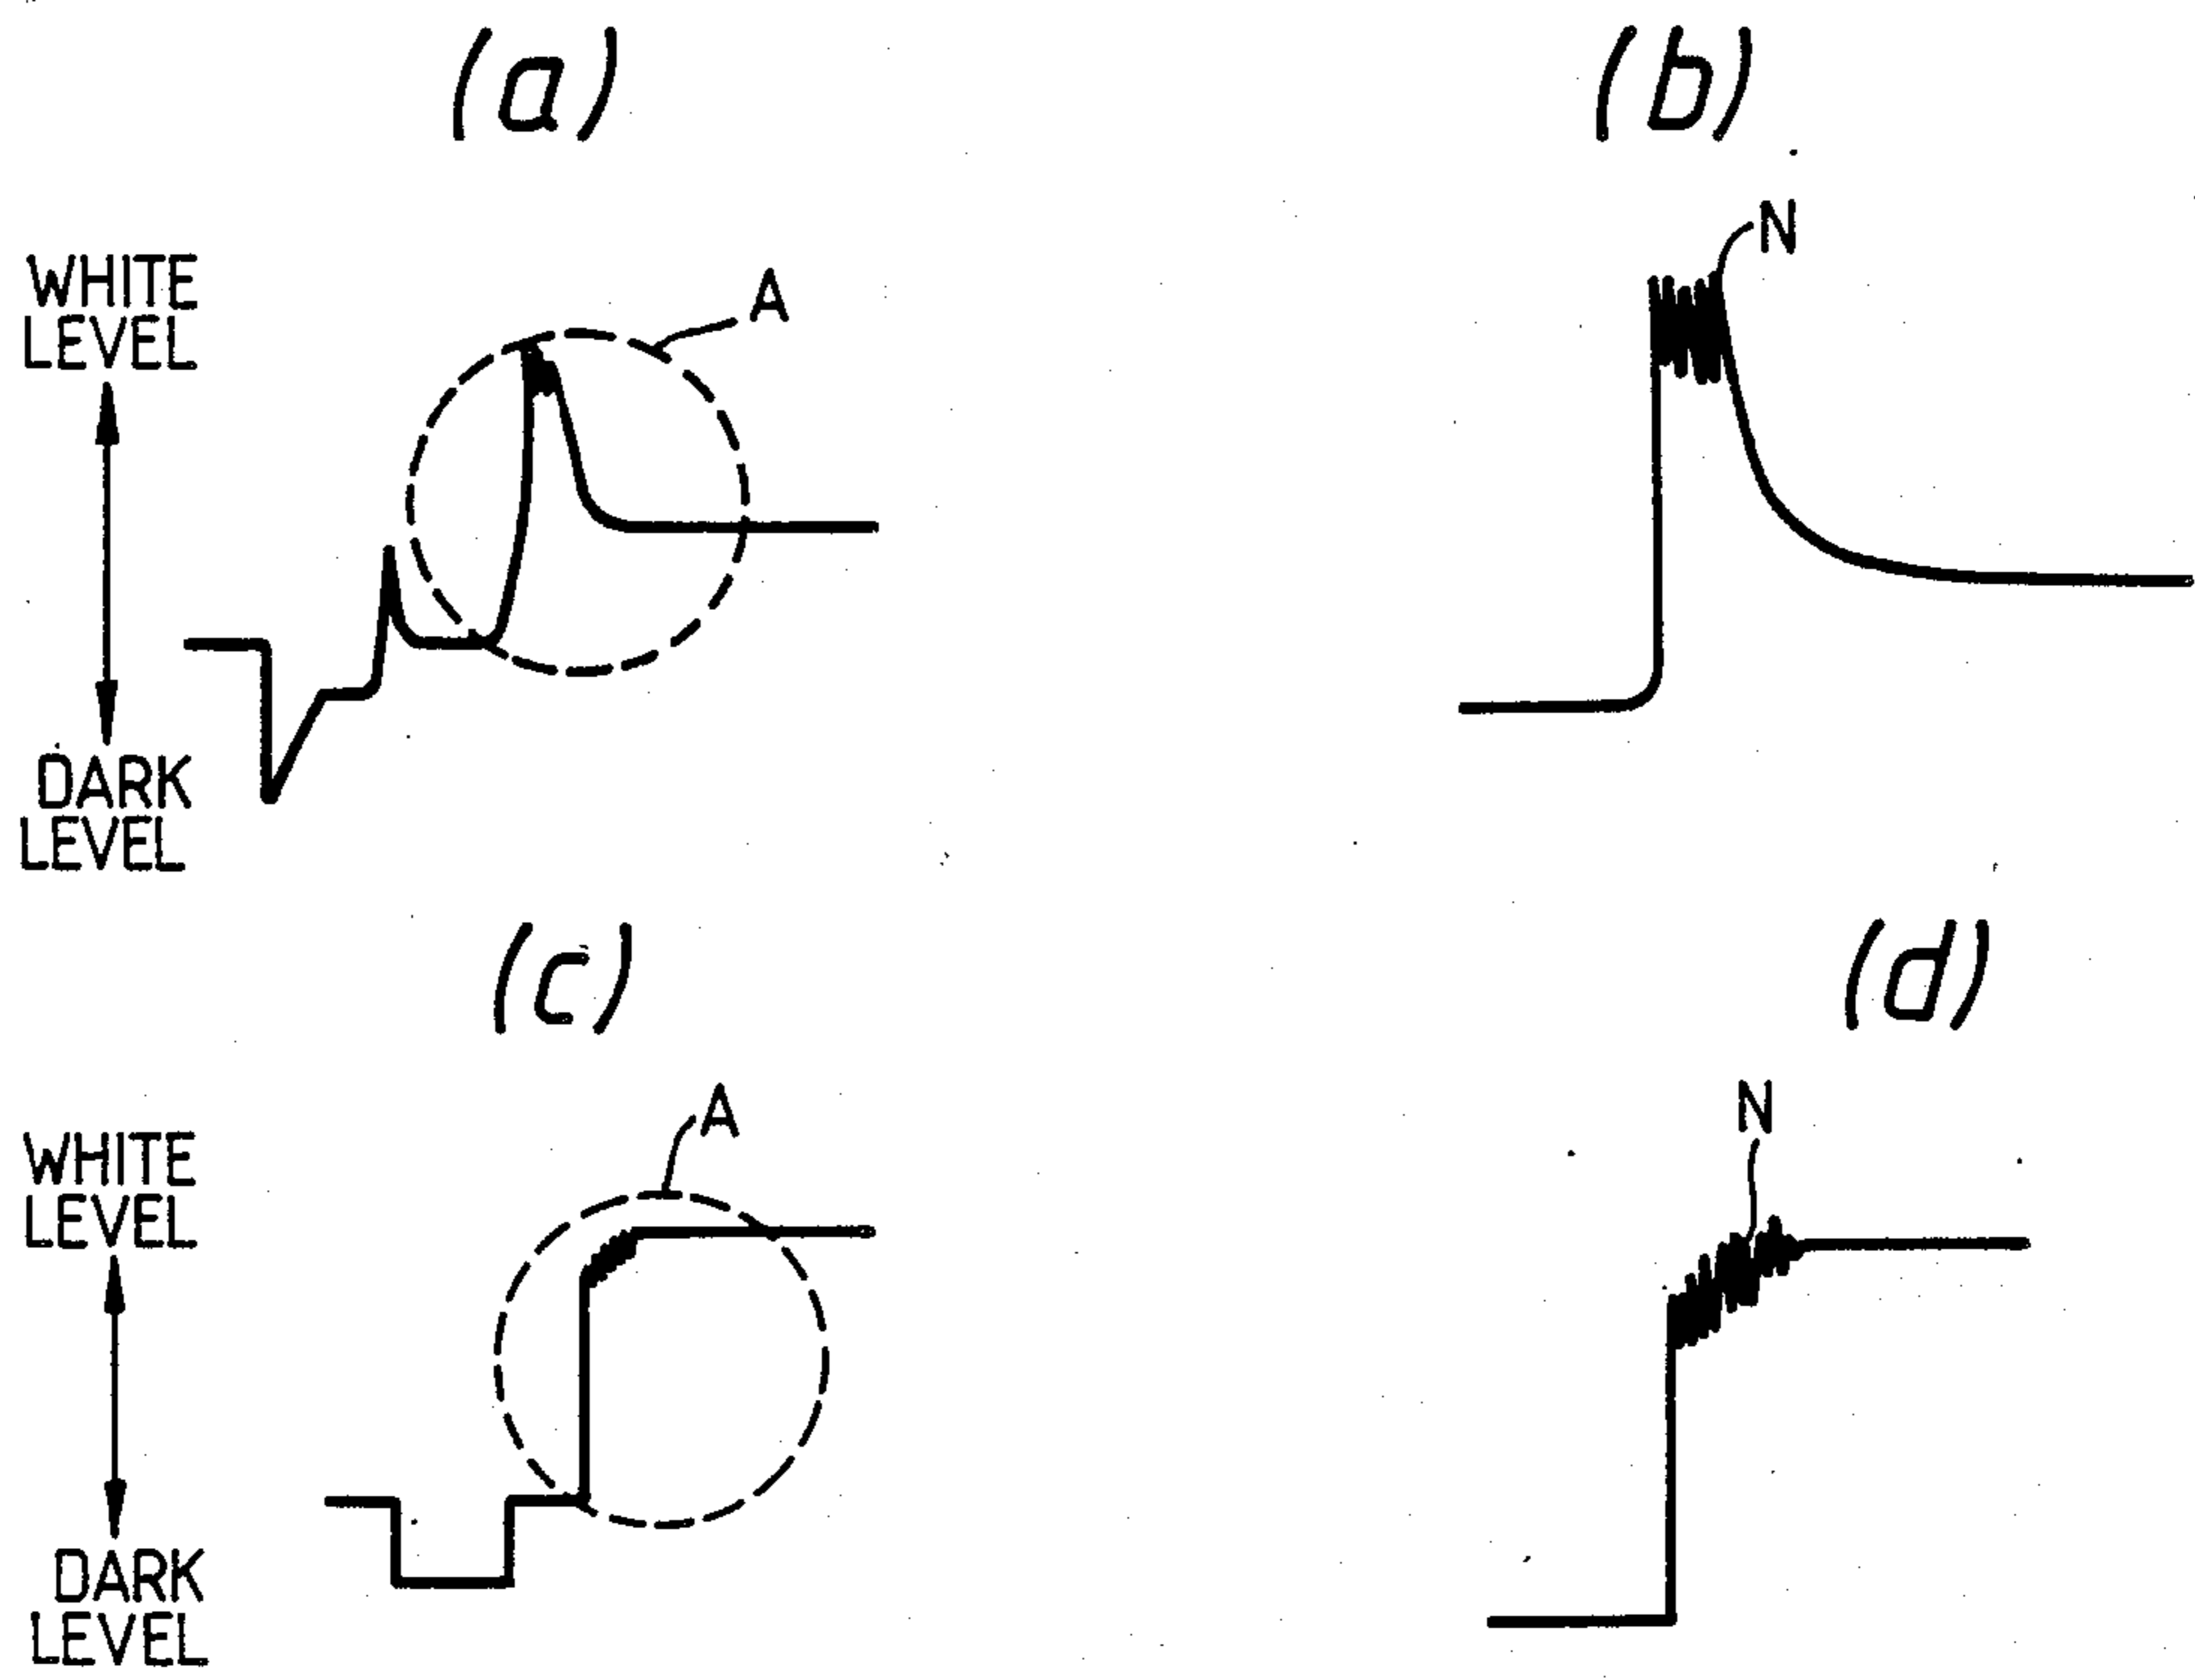 (a)
(b)
N
WHITE
LEVEL
A
DARK
LEVEL
(c)
(d)
A
N
WHITE
LEVEL
DARK
LEVEL